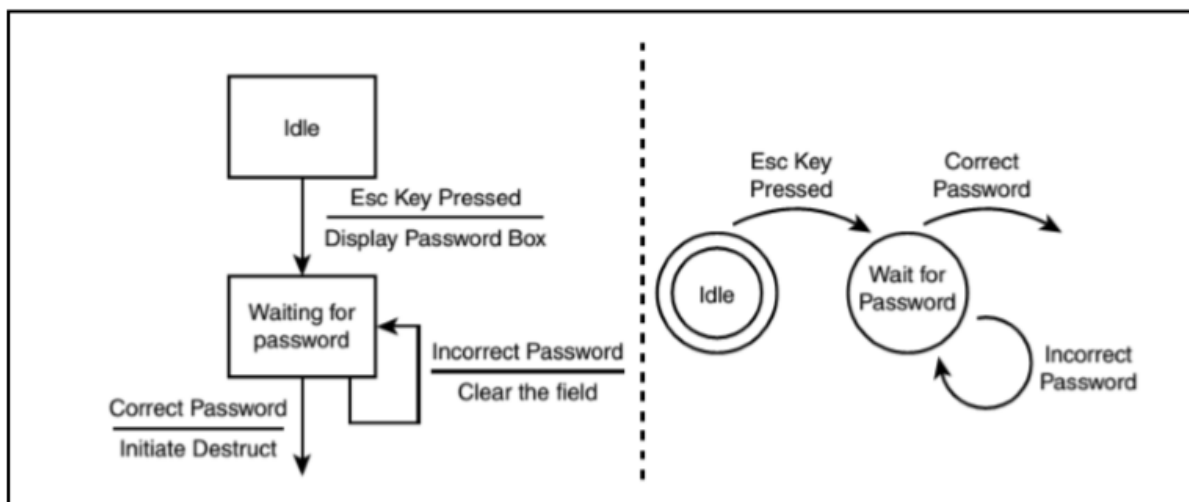 Idle
Esc Key Pressed
Display Password Box
Waiting for
password
Incorrect Password
Clear the field
Correct Password
Initiate Destruct
Esc Key
Pressed
Correct
Password
Idle
Wait for
Password
Incorrect
Password